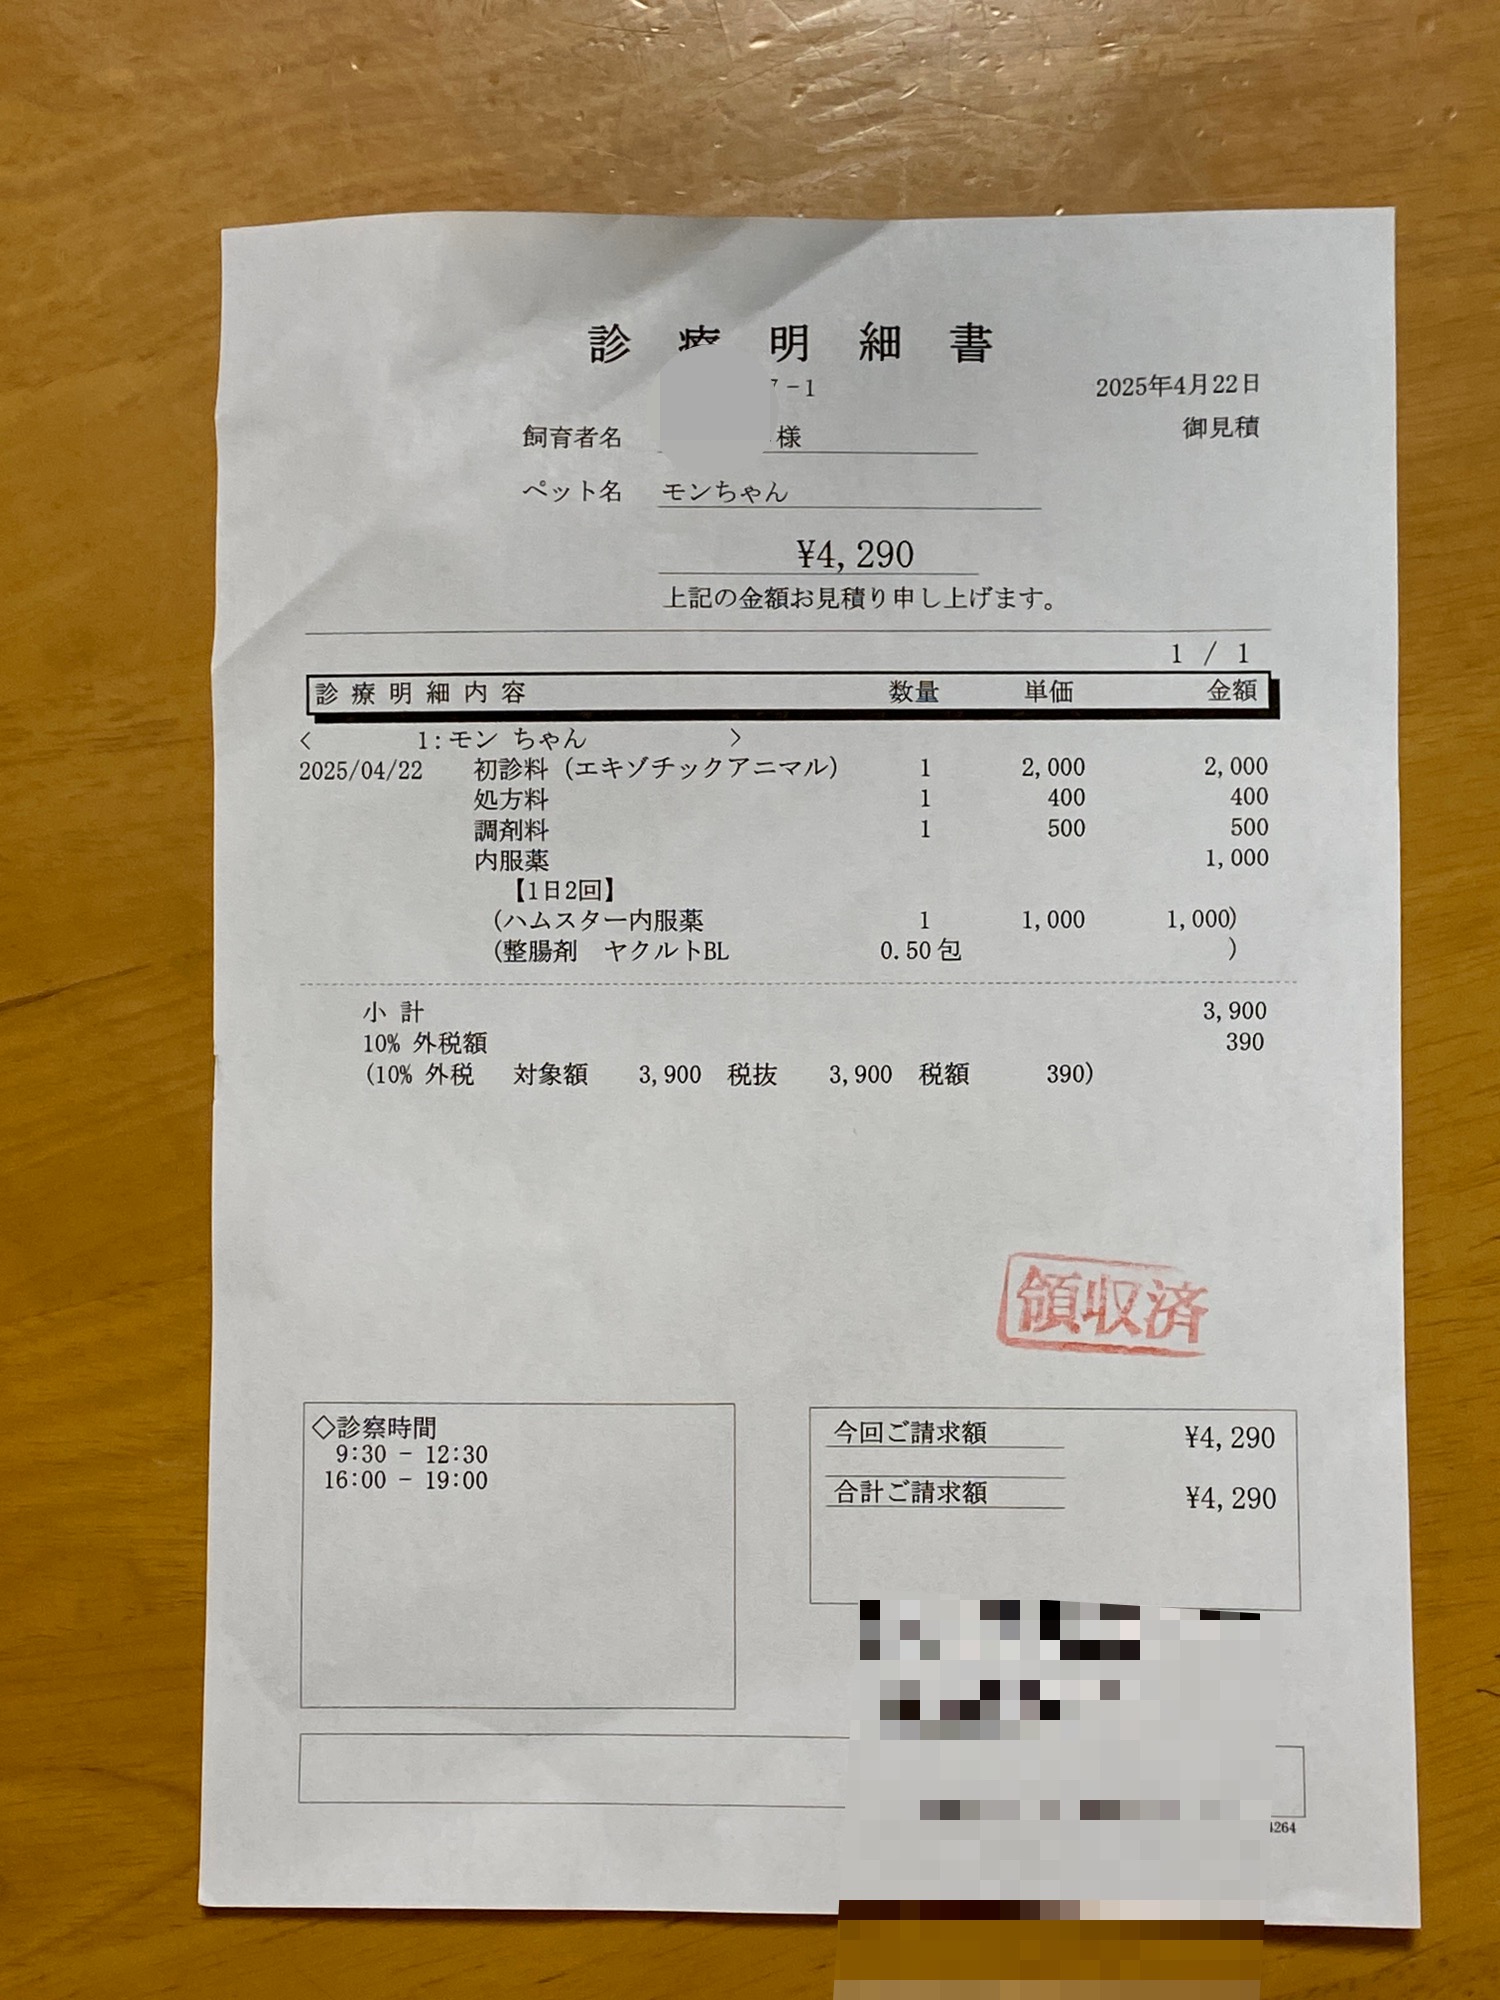 診療明細書
-1
2025年4月22日
御見積
飼育者名 様
ペット名 モンちゃん
¥4,290
上記の金額お見積り申し上げます。
1 / 1
診療明細内容 数量 単価 金額
< 1:モン ちゃん >
2025/04/22 初診料(エキゾチックアニマル) 1 2,000 2,000
処方料 1 400 400
調剤料 1 500 500
内服薬 1,000
【1日2回】
(ハムスター内服薬 1 1,000 1,000)
(整腸剤 ヤクルトBL 0.50包 )
小計 3,900
10% 外税額 390
(10% 外税 対象額 3,900 税抜 3,900 税額 390)
領収済
◇診察時間
9:30 - 12:30
16:00 - 19:00
今回ご請求額 ¥4,290
合計ご請求額 ¥4,290
264